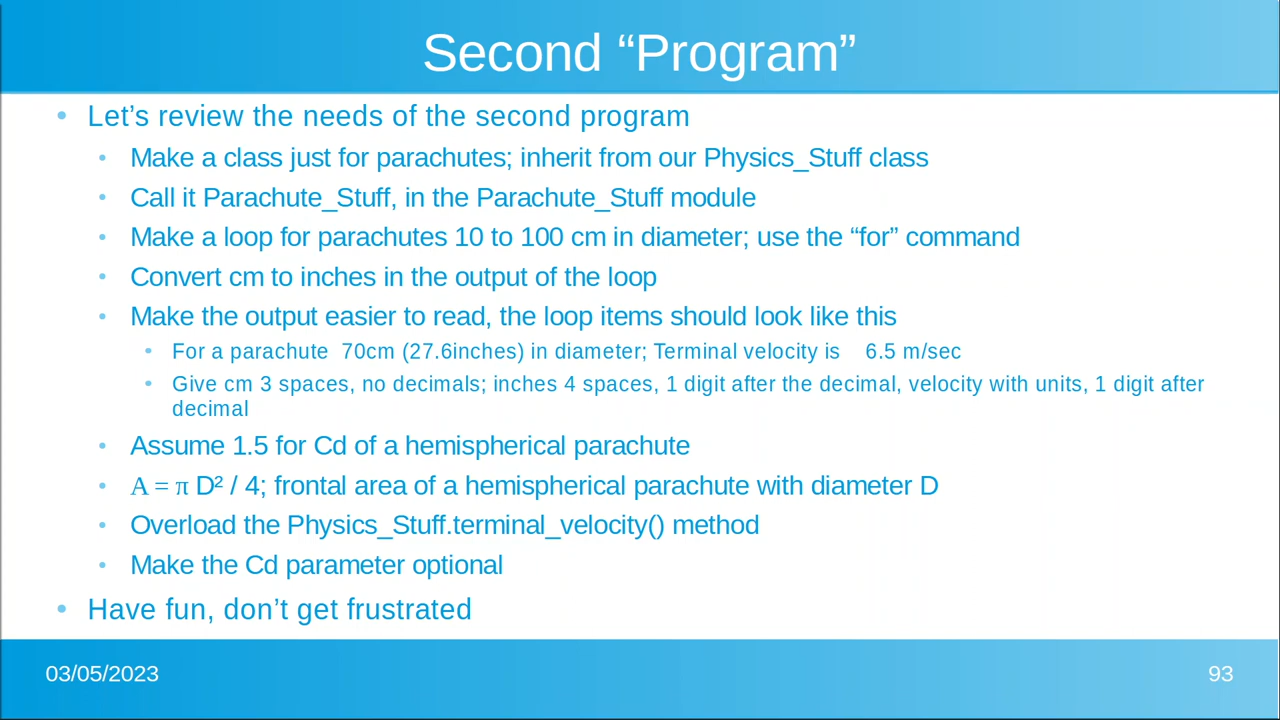 Second “Program”
• Let’s review the needs of the second program
• Make a class just for parachutes; inherit from our Physics_Stuff class
• Call it Parachute_Stuff, in the Parachute_Stuff module
• Make a loop for parachutes 10 to 100 cm in diameter; use the “for” command
• Convert cm to inches in the output of the loop
• Make the output easier to read, the loop items should look like this
• For a parachute  70cm (27.6inches) in diameter; Terminal velocity is    6.5 m/sec
• Give cm 3 spaces, no decimals; inches 4 spaces, 1 digit after the decimal, velocity with units, 1 digit after
decimal
• Assume 1.5 for Cd of a hemispherical parachute
• A = π D² / 4; frontal area of a hemispherical parachute with diameter D
• Overload the Physics_Stuff.terminal_velocity() method
• Make the Cd parameter optional
• Have fun, don’t get frustrated
03/05/2023
93